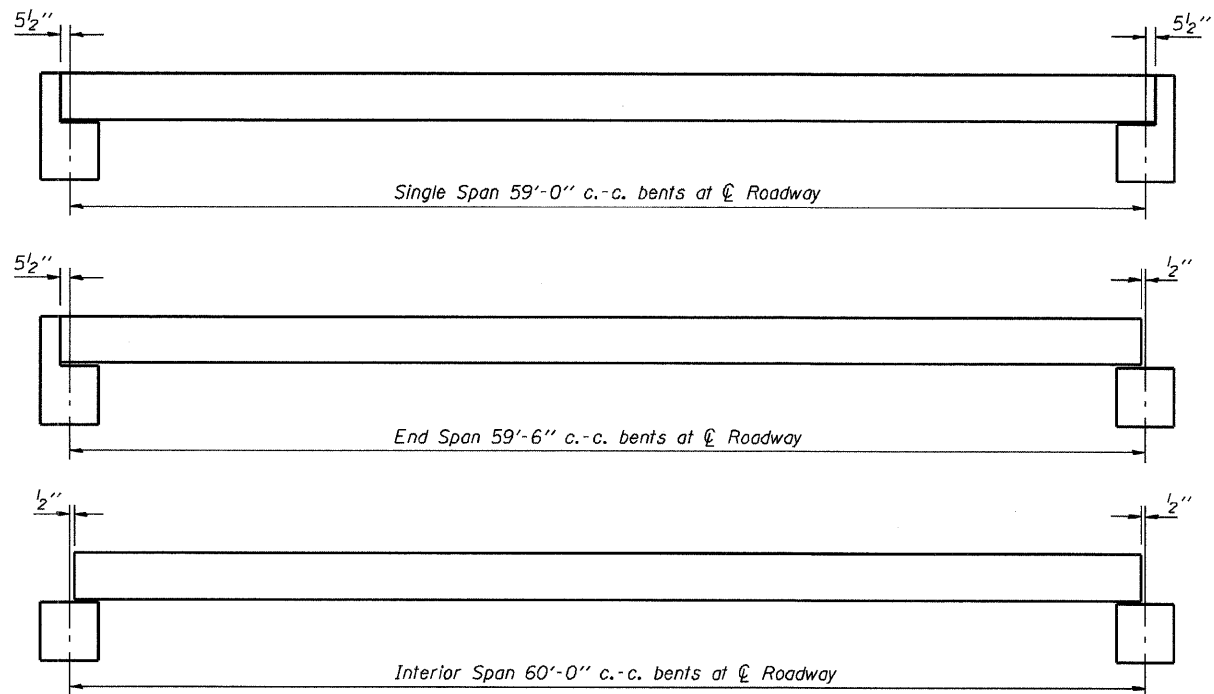 5½" 5½"
Single Span 59'-0" c.-c. bents at ℄ Roadway
5½" ½"
End Span 59'-6" c.-c. bents at ℄ Roadway
½" ½"
Interior Span 60'-0" c.-c. bents at ℄ Roadway